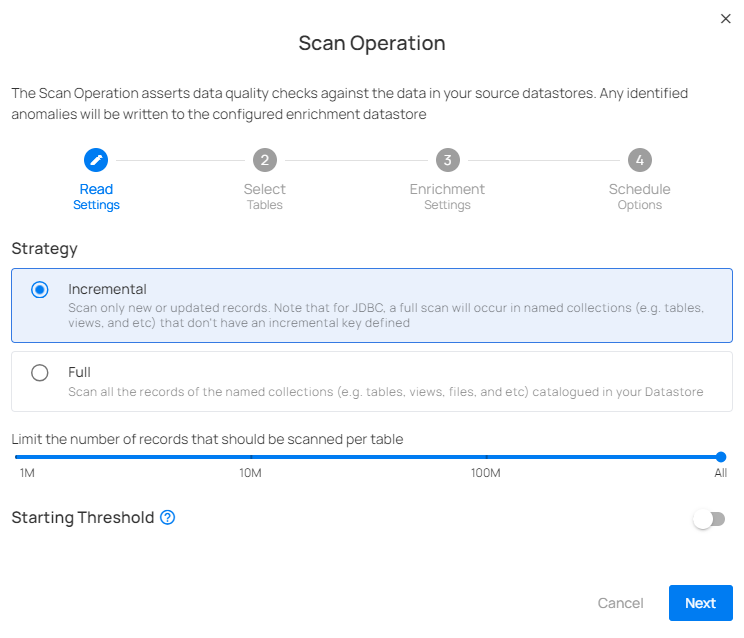 Scan Operation
The Scan Operation asserts data quality checks against the data in your source datastores. Any identified
anomalies will be written to the configured enrichment datastore
2
3
4
Read
Select
Enrichment
Schedule
Settings
Tables
Settings
Options
Strategy
Incremental
Scan only new or updated records. Note that for JDBC, a full scan will occur in named collections (e.g. tables,
views, and etc) that don't have an incremental key defined
Full
Scan all the records of the named collections (e.g. tables, views, files, and etc) catalogued in your Datastore
Limit the number of records that should be scanned per table
1M
10M
100M
All
Starting Threshold
Cancel
Next